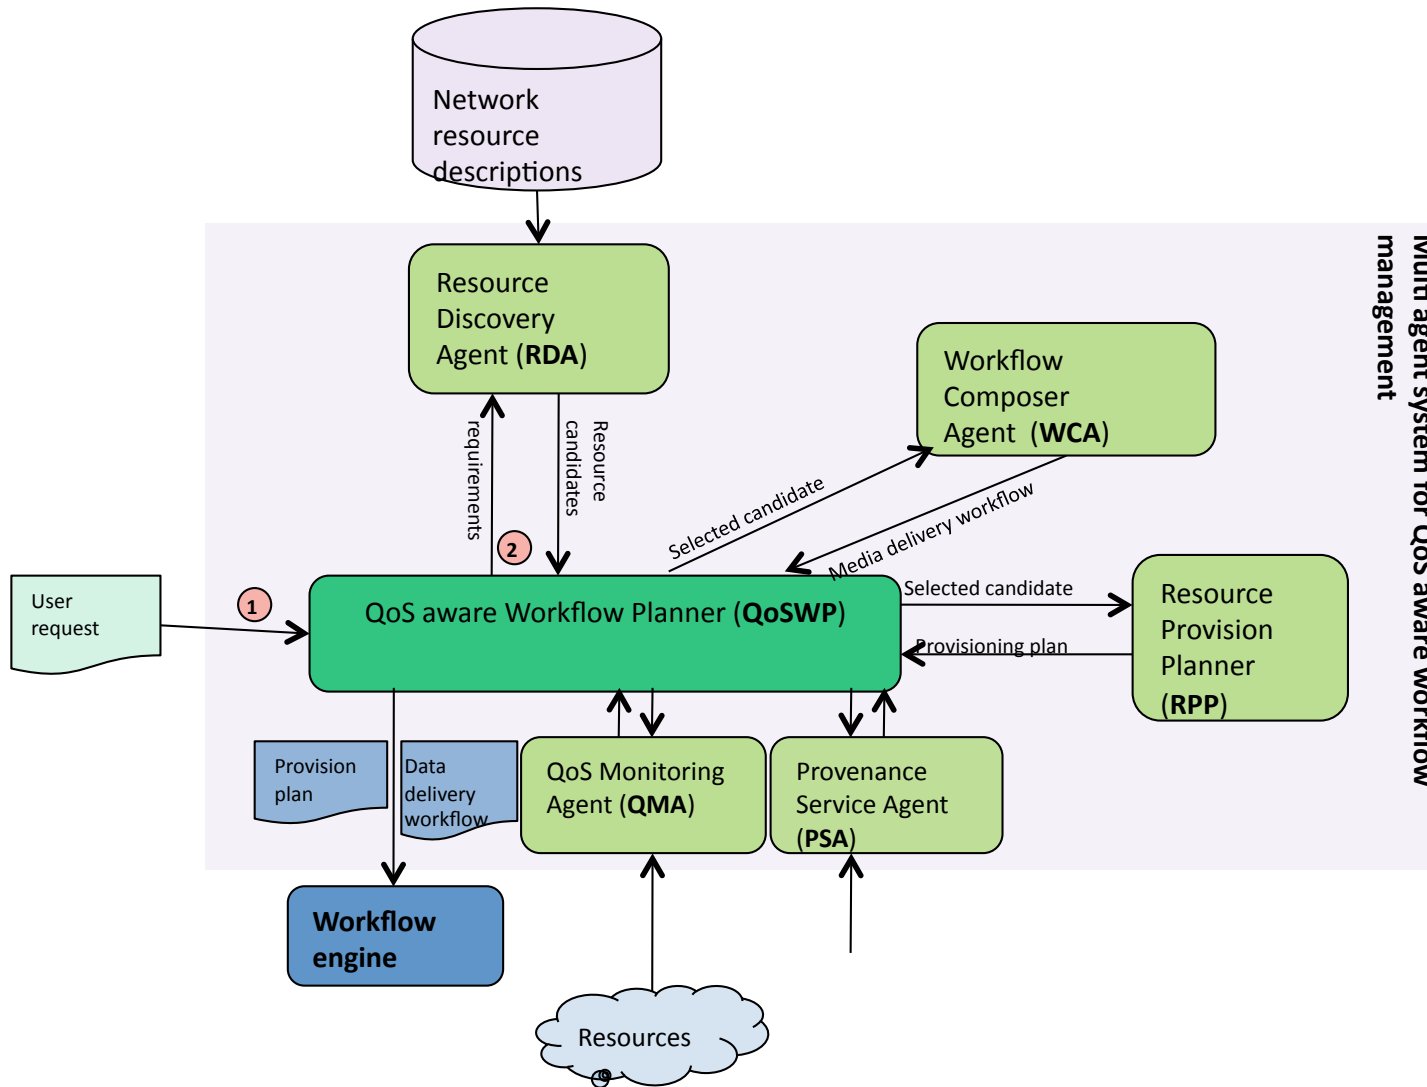 Network
resource
descriptions
Multi agent system for QoS aware workflow
management
Resource
Discovery
Agent (RDA)
Workflow
Composer
Agent (WCA)
requirements
Resource
candidates
Selected candidate
Media delivery workflow
2
1
User
request
QoS aware Workflow Planner (QoSWP)
Selected candidate
Provisioning plan
Resource
Provision
Planner
(RPP)
Provision
plan
Data
delivery
workflow
QoS Monitoring
Agent (QMA)
Provenance
Service Agent
(PSA)
Workflow
engine
Resources